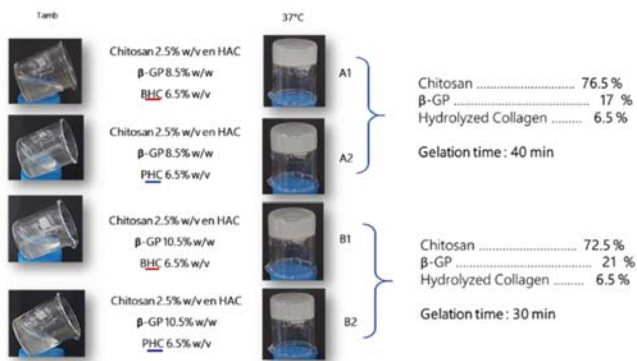 Tamb
37°C
Chitosan 2.5% w/v en HAC
β-GP 8.5% w/w
BHC 6.5% w/v
A1
Chitosan 2.5% w/v en HAC
β-GP 8.5% w/w
PHC 6.5% w/v
A2
Chitosan ........................... 76.5 %
β-GP .................................. 17 %
Hydrolyzed Collagen ......... 6.5 %
Gelation time : 40 min
Chitosan 2.5% w/v en HAC
β-GP 10.5% w/w
BHC 6.5% w/v
B1
Chitosan 2.5% w/v en HAC
β-GP 10.5% w/w
PHC 6.5% w/v
B2
Chitosan ........................... 72.5 %
β-GP .................................. 21 %
Hydrolyzed Collagen ......... 6.5 %
Gelation time : 30 min